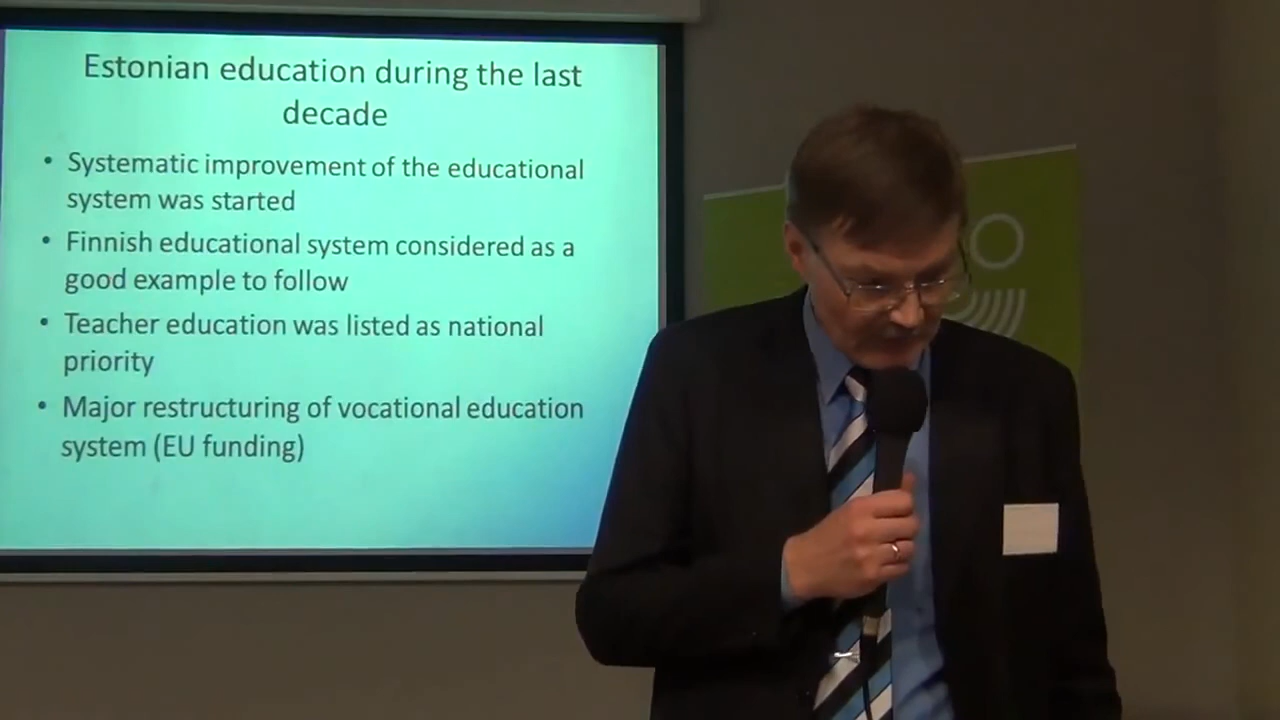 Estonian education during the last
decade
• Systematic improvement of the educational
system was started
• Finnish educational system considered as a
good example to follow
• Teacher education was listed as national
priority
• Major restructuring of vocational education
system (EU funding)